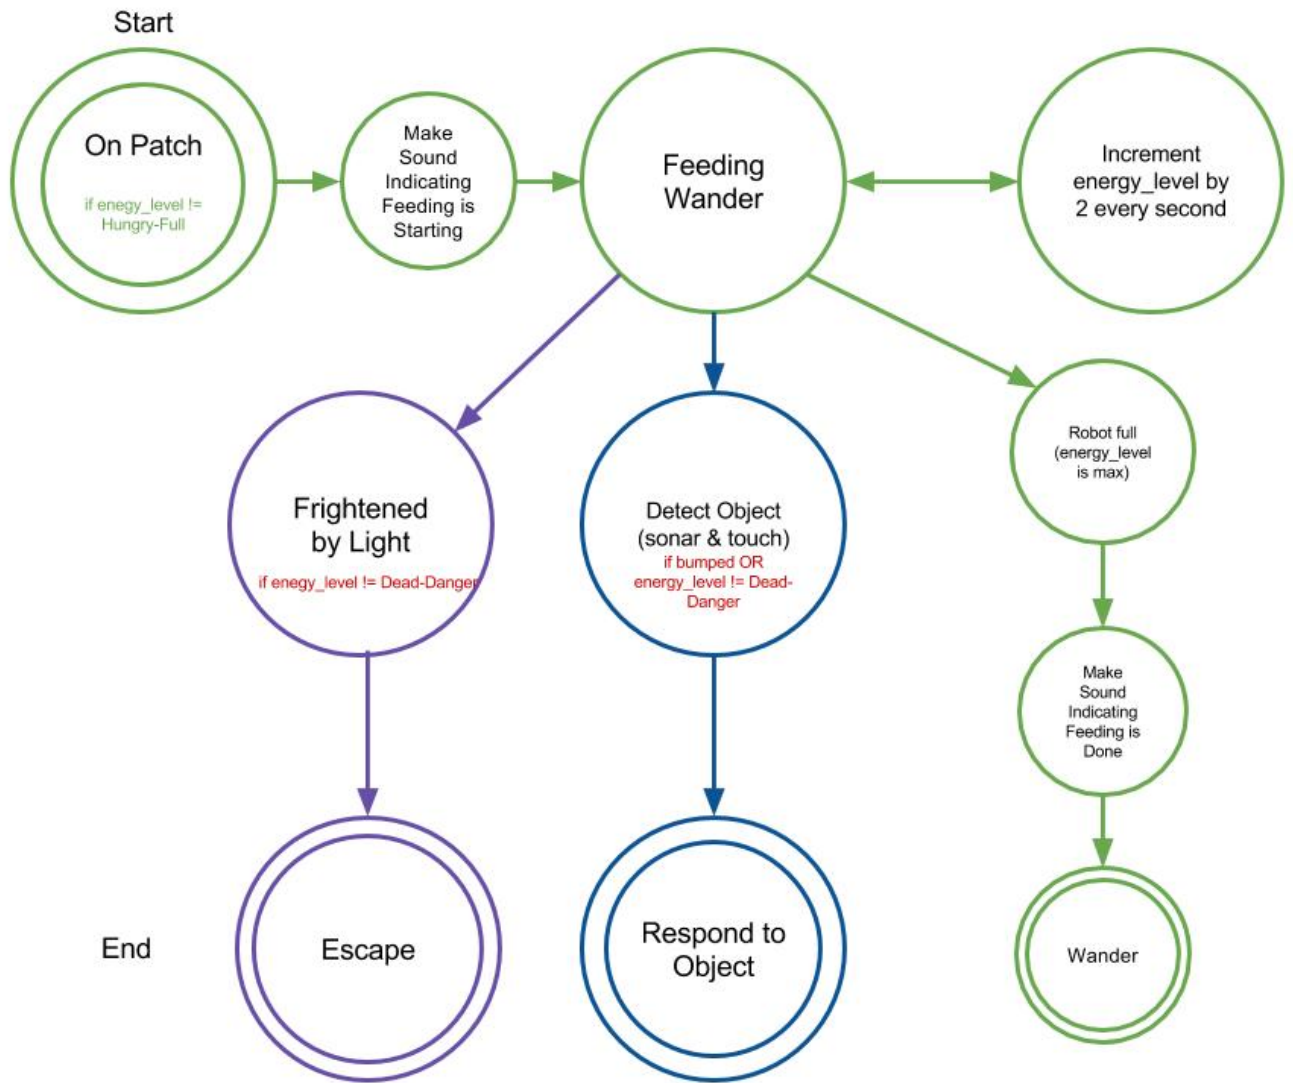 Start
On Patch
if enegy_level !=
Hungry-Full
Make
Sound
Indicating
Feeding is
Starting
Feeding
Wander
Increment
energy_level by
2 every second
Frightened
by Light
if enegy_level != Dead-Danger
Detect Object
(sonar & touch)
if bumped OR
energy_level != Dead-
Danger
Robot full
(energy_level
is max)
Make
Sound
Indicating
Feeding is
Done
End
Escape
Respond to
Object
Wander